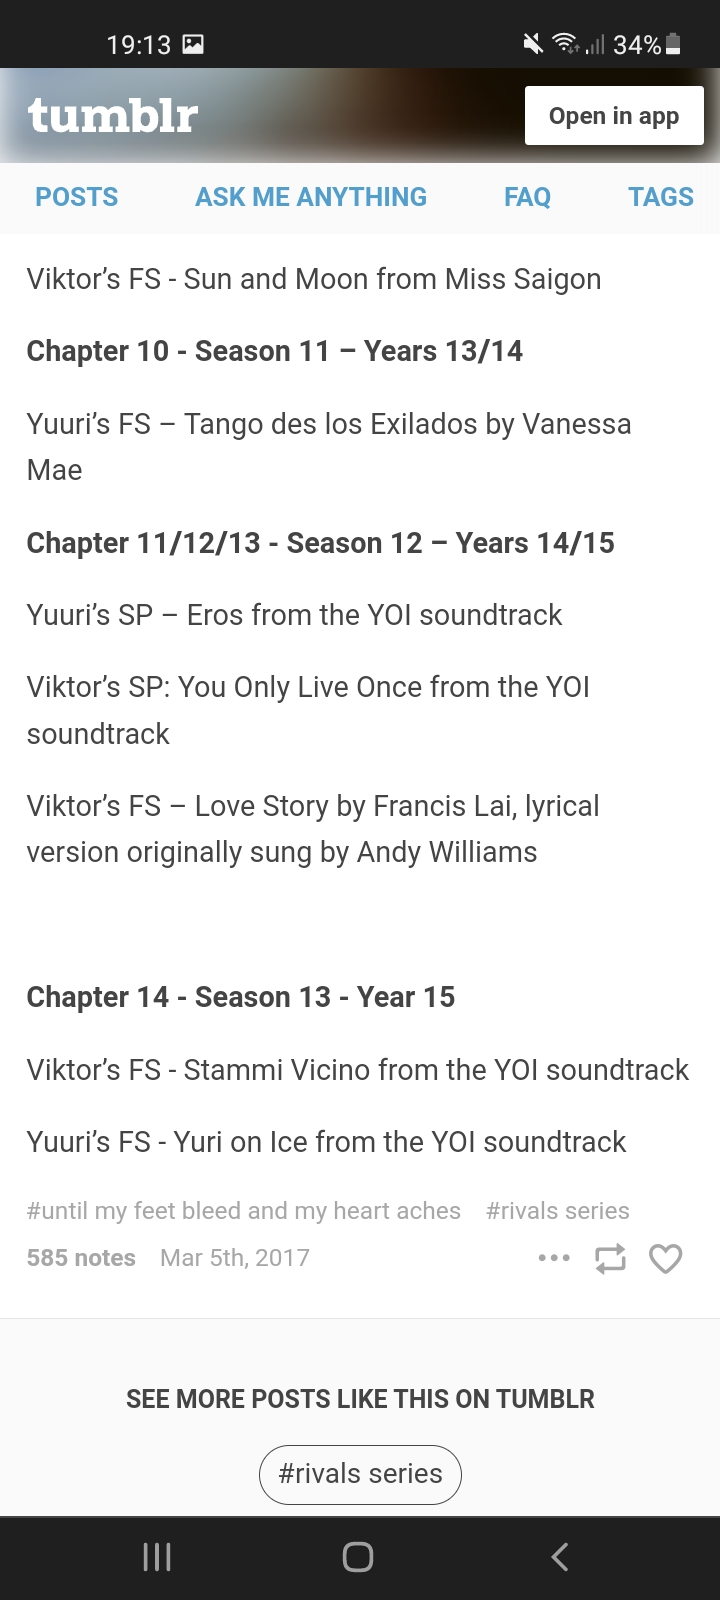 19:13
34%
tumblr
Open in app
POSTS ASK ME ANYTHING FAQ TAGS
Viktor’s FS - Sun and Moon from Miss Saigon
Chapter 10 - Season 11 – Years 13/14
Yuuri’s FS – Tango des los Exilados by Vanessa
Mae
Chapter 11/12/13 - Season 12 – Years 14/15
Yuuri’s SP – Eros from the YOI soundtrack
Viktor’s SP: You Only Live Once from the YOI
soundtrack
Viktor’s FS – Love Story by Francis Lai, lyrical
version originally sung by Andy Williams
Chapter 14 - Season 13 - Year 15
Viktor’s FS - Stammi Vicino from the YOI soundtrack
Yuuri’s FS - Yuri on Ice from the YOI soundtrack
#until my feet bleed and my heart aches #rivals series
585 notes Mar 5th, 2017
SEE MORE POSTS LIKE THIS ON TUMBLR
#rivals series